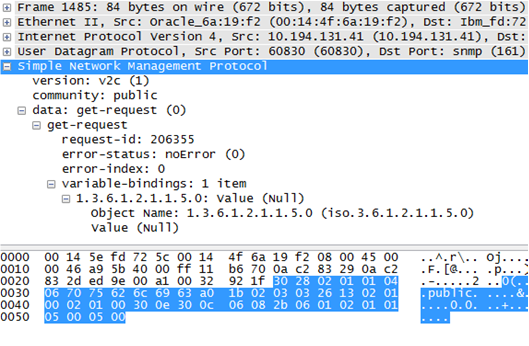 Frame 1485: 84 bytes on wire (672 bits), 84 bytes captured (672 bits)
Ethernet II, Src: Oracle_6a:19:f2 (00:14:4f:6a:19:f2), Dst: Ibm_fd:72
Internet Protocol Version 4, Src: 10.194.131.41 (10.194.131.41), Dst:
User Datagram Protocol, Src Port: 60830 (60830), Dst Port: snmp (161)
Simple Network Management Protocol
version: v2c (1)
community: public
data: get-request (0)
get-request
request-id: 206355
error-status: noError (0)
error-index: 0
variable-bindings: 1 item
1.3.6.1.2.1.1.5.0: Value (Null)
Object Name: 1.3.6.1.2.1.1.5.0 (iso.3.6.1.2.1.1.5.0)
Value (Null)
0000 00 14 5e fd 72 5c 00 14 4f 6a 19 f2 08 00 45 00 ..^.r\.. Oj....
0010 00 46 a9 5b 40 00 ff 11 b6 70 0a c2 83 29 0a c2 .F.[@... .p...)
0020 83 2d ed 9e 00 a1 00 32 92 1f 30 28 02 01 01 04 .-.....2 ..0(..
0030 06 70 75 62 6c 69 63 a0 1b 02 03 03 26 13 02 01 .public. ....&.
0040 00 02 01 00 30 0e 30 0c 06 08 2b 06 01 02 01 01 ....0.0. ..+...
0050 05 00 05 00 ....